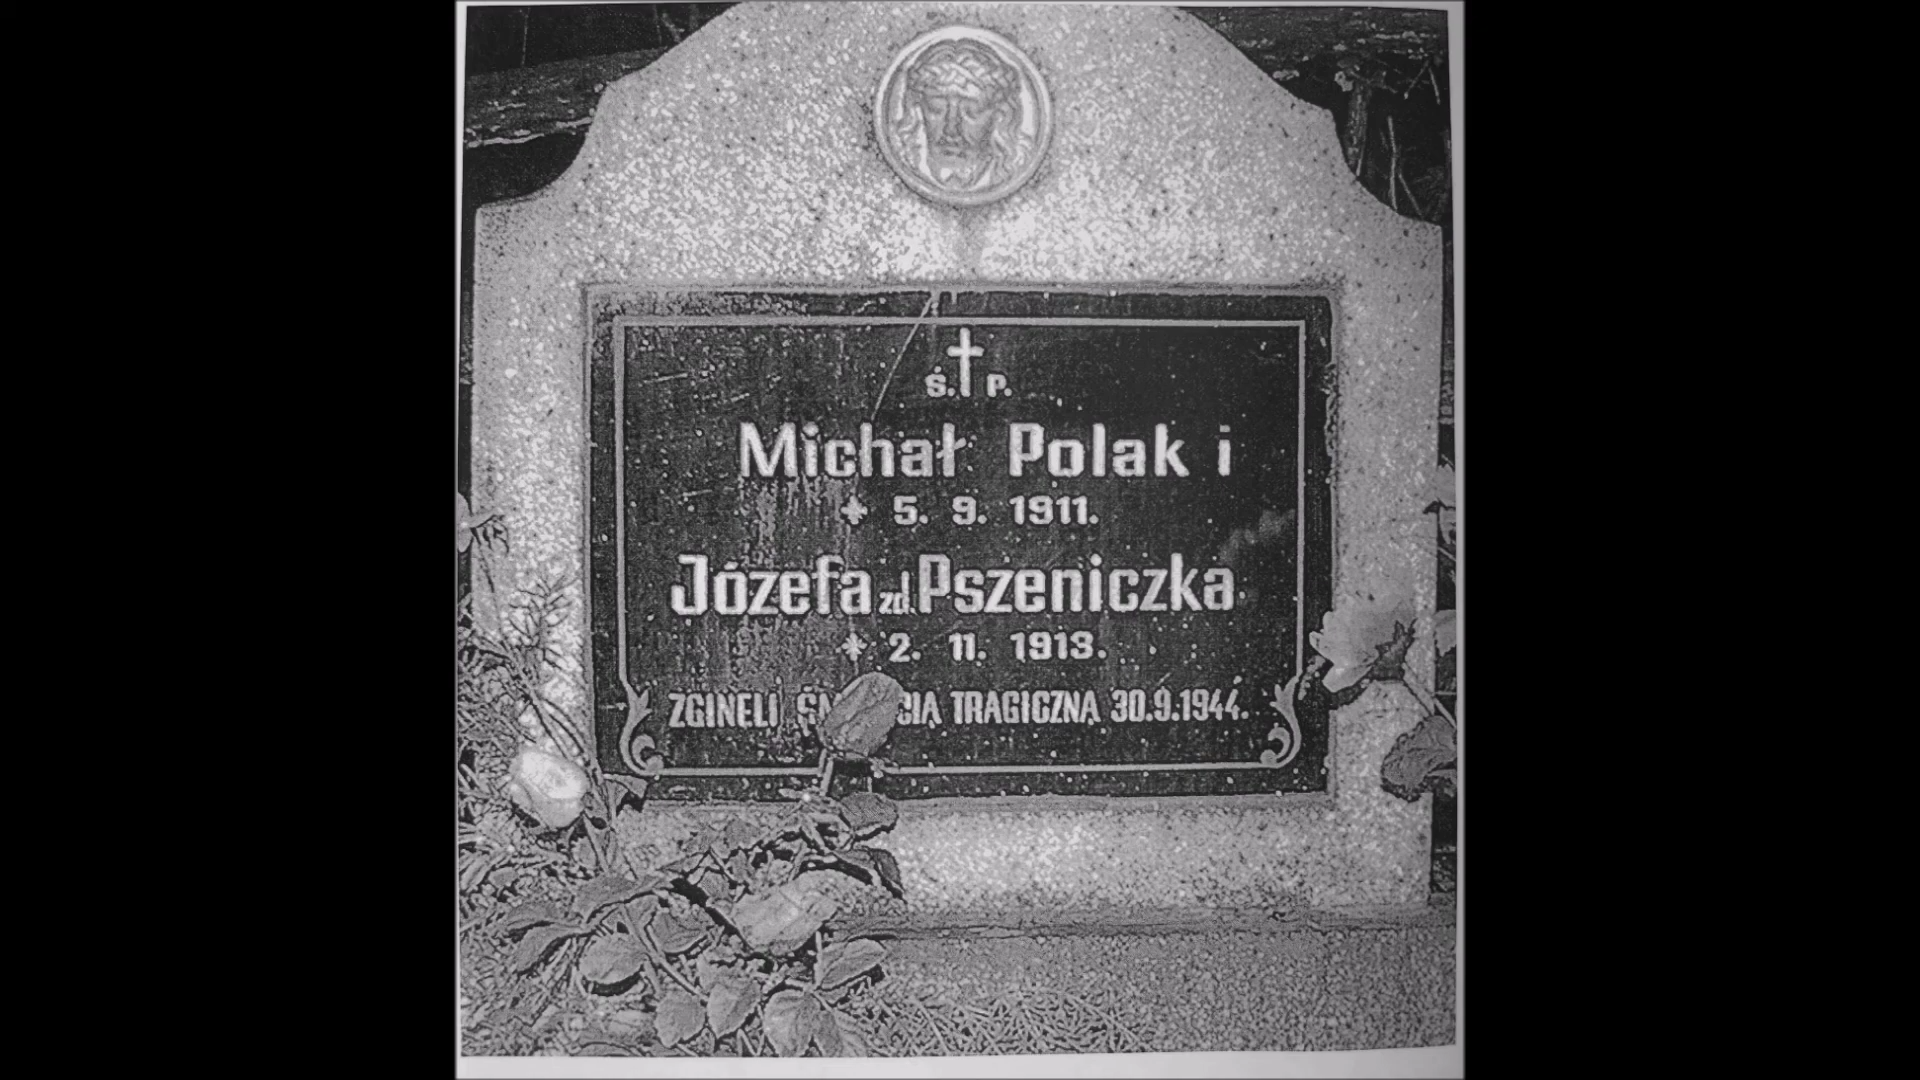 Ś. P.
Michał Polak i
* 5. 9. 1911.
Józefa zd. Pszeniczka
* 2. 11. 1913.
ZGINELI TRAGICZNĄ 30.9.1944.